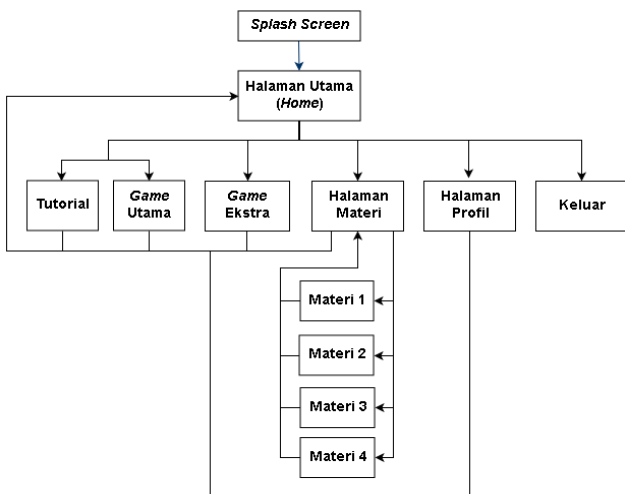 Splash Screen
Halaman Utama
(Home)
Tutorial
Game
Utama
Game
Ekstra
Halaman
Materi
Halaman
Profil
Keluar
Materi 1
Materi 2
Materi 3
Materi 4